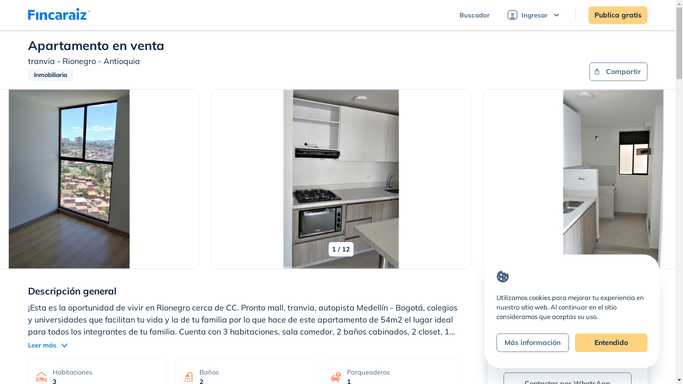 Fincaraiz
Buscador
Ingresar
Publica gratis
Apartamento en venta
tranvia - Rionegro - Antioquia
Inmobiliaria
Compartir
1 / 12
Descripción general
¡Esta es la oportunidad de vivir en Rionegro cerca de CC. Pronto mall, tranvia, autopista Medellín - Bogotá, colegios
y universidades que facilitan tu vida y la de tu familia por lo que hace de este apartamento de 54m2 el lugar ideal
para todos los integrantes de tu familia. Cuenta con 3 habitaciones, sala comedor, 2 baños cabinados, 2 closet, 1...
Leer más
Habitaciones
3
Baños
2
Parqueaderos
1
Utilizamos cookies para mejorar tu experiencia en
nuestro sitio web. Al continuar en el sitio
consideramos que aceptas su uso.
Más información
Entendido
Contactar por WhatsApp